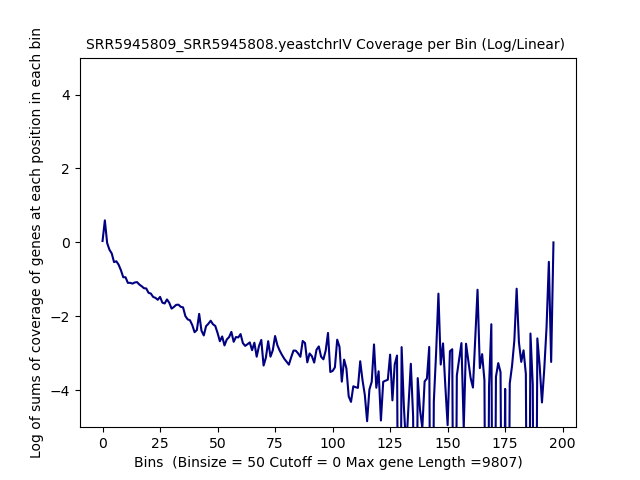 SRR5945809_SRR5945808.yeastchrIV Coverage per Bin (Log/Linear)
Log of sums of coverage of genes at each position in each bin
4
2
0
−2
−4
0 25 50 75 100 125 150 175 200
Bins  (Binsize = 50 Cutoff = 0 Max gene Length =9807)